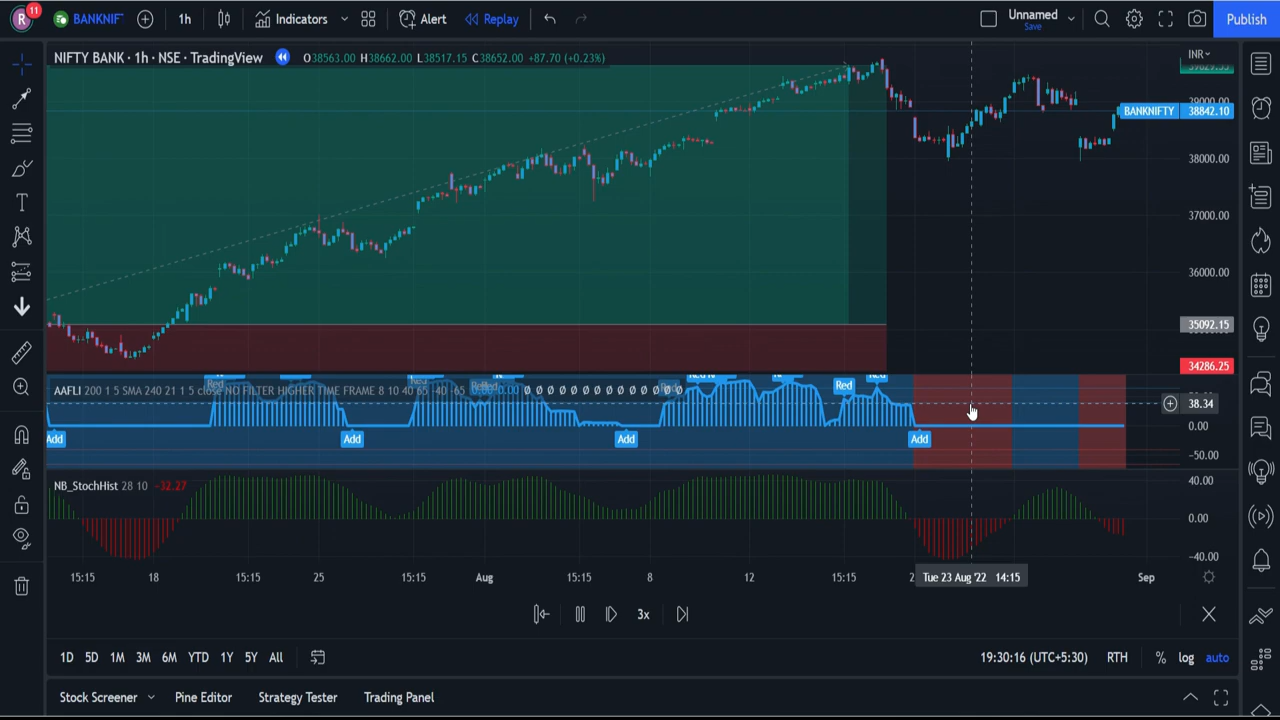 R 11 BANKNIF 1h Indicators Alert Replay Unnamed Save Publish
NIFTY BANK · 1h · NSE · TradingView O38563.00 H38662.00 L38517.15 C38652.00 +87.70 (+0.23%)
INR
39000.00
BANKNIFTY 38842.10
38000.00
37000.00
36000.00
35092.15
34286.25
Red Red
AAFLI 200 1 5 SMA 240 21 1 5 close NO FILTER HIGHER TIME FRAME 8 10 40 65 -40 -65 0.00 Ø Ø Ø Ø Ø Ø Ø Ø Ø Ø Ø Ø Ø
38.34
0.00
Add Add Add Add
-50.00
NB_StochHist 28 10 -32.27
40.00
0.00
-40.00
15:15 18 15:15 25 15:15 Aug 15:15 8 12 15:15 2 Tue 23 Aug '22 14:15 Sep
3x
1D 5D 1M 3M 6M YTD 1Y 5Y All 19:30:16 (UTC+5:30) RTH % log auto
Stock Screener Pine Editor Strategy Tester Trading Panel